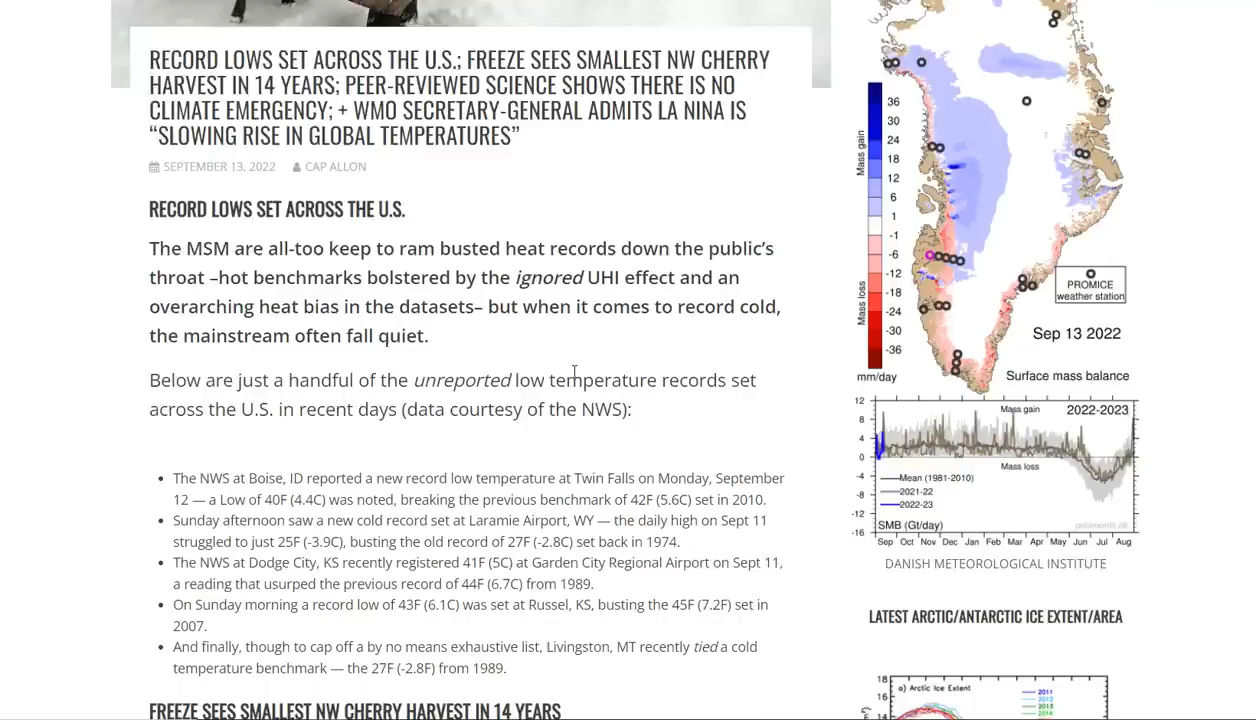 RECORD LOWS SET ACROSS THE U.S.; FREEZE SEES SMALLEST NW CHERRY
HARVEST IN 14 YEARS; PEER-REVIEWED SCIENCE SHOWS THERE IS NO
CLIMATE EMERGENCY; + WMO SECRETARY-GENERAL ADMITS LA NINA IS
“SLOWING RISE IN GLOBAL TEMPERATURES”
SEPTEMBER 13, 2022 CAP ALLON
RECORD LOWS SET ACROSS THE U.S.
The MSM are all-too keep to ram busted heat records down the public’s
throat –hot benchmarks bolstered by the ignored UHI effect and an
overarching heat bias in the datasets– but when it comes to record cold,
the mainstream often fall quiet.
Below are just a handful of the unreported low temperature records set
across the U.S. in recent days (data courtesy of the NWS):
• The NWS at Boise, ID reported a new record low temperature at Twin Falls on Monday, September
12 — a Low of 40F (4.4C) was noted, breaking the previous benchmark of 42F (5.6C) set in 2010.
• Sunday afternoon saw a new cold record set at Laramie Airport, WY — the daily high on Sept 11
struggled to just 25F (-3.9C), busting the old record of 27F (-2.8C) set back in 1974.
• The NWS at Dodge City, KS recently registered 41F (5C) at Garden City Regional Airport on Sept 11,
a reading that usurped the previous record of 44F (6.7C) from 1989.
• On Sunday morning a record low of 43F (6.1C) was set at Russel, KS, busting the 45F (7.2F) set in
2007.
• And finally, though to cap off a by no means exhaustive list, Livingston, MT recently tied a cold
temperature benchmark — the 27F (-2.8F) from 1989.
FREEZE SEES SMALLEST NW CHERRY HARVEST IN 14 YEARS
Mass gain
Mass loss
36
30
24
18
12
6
1
-1
-6
-12
-18
-24
-30
-36
mm/day
PROMICE
weather station
Sep 13 2022
Surface mass balance
12
8
4
0
-4
-8
-12
-16
Mass gain
2022-2023
Mass loss
Mean (1981-2010)
2021-22
2022-23
SMB (Gt/day)
polarportal.dk
Sep Oct Nov Dec Jan Feb Mar Apr May Jun Jul Aug
DANISH METEOROLOGICAL INSTITUTE
LATEST ARCTIC/ANTARCTIC ICE EXTENT/AREA
18
16
14
a) Arctic Ice Extent
2011
2012
2013
2014